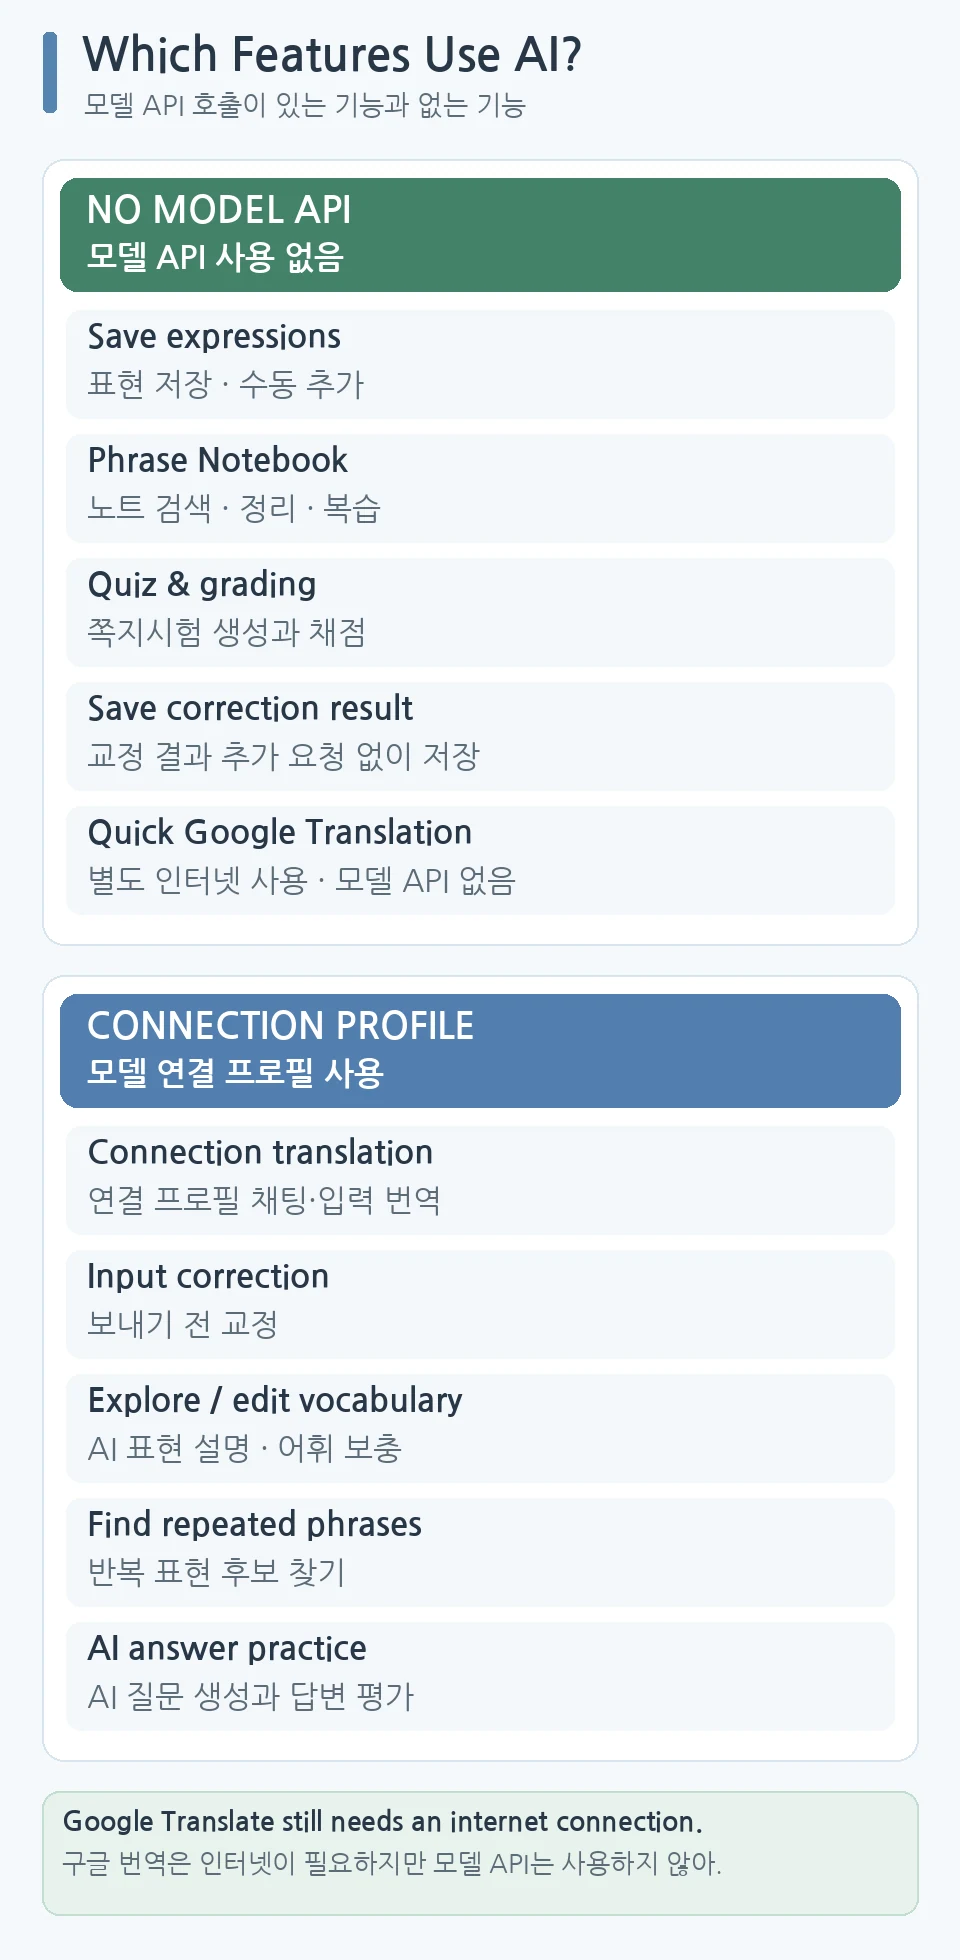 Which Features Use AI?
모델 API 호출이 있는 기능과 없는 기능
NO MODEL API
모델 API 사용 없음
Save expressions
표현 저장 · 수동 추가
Phrase Notebook
노트 검색 · 정리 · 복습
Quiz & grading
쪽지시험 생성과 채점
Save correction result
교정 결과 추가 요청 없이 저장
Quick Google Translation
별도 인터넷 사용 · 모델 API 없음
CONNECTION PROFILE
모델 연결 프로필 사용
Connection translation
연결 프로필 채팅·입력 번역
Input correction
보내기 전 교정
Explore / edit vocabulary
AI 표현 설명 · 어휘 보충
Find repeated phrases
반복 표현 후보 찾기
AI answer practice
AI 질문 생성과 답변 평가
Google Translate still needs an internet connection.
구글 번역은 인터넷이 필요하지만 모델 API는 사용하지 않아.